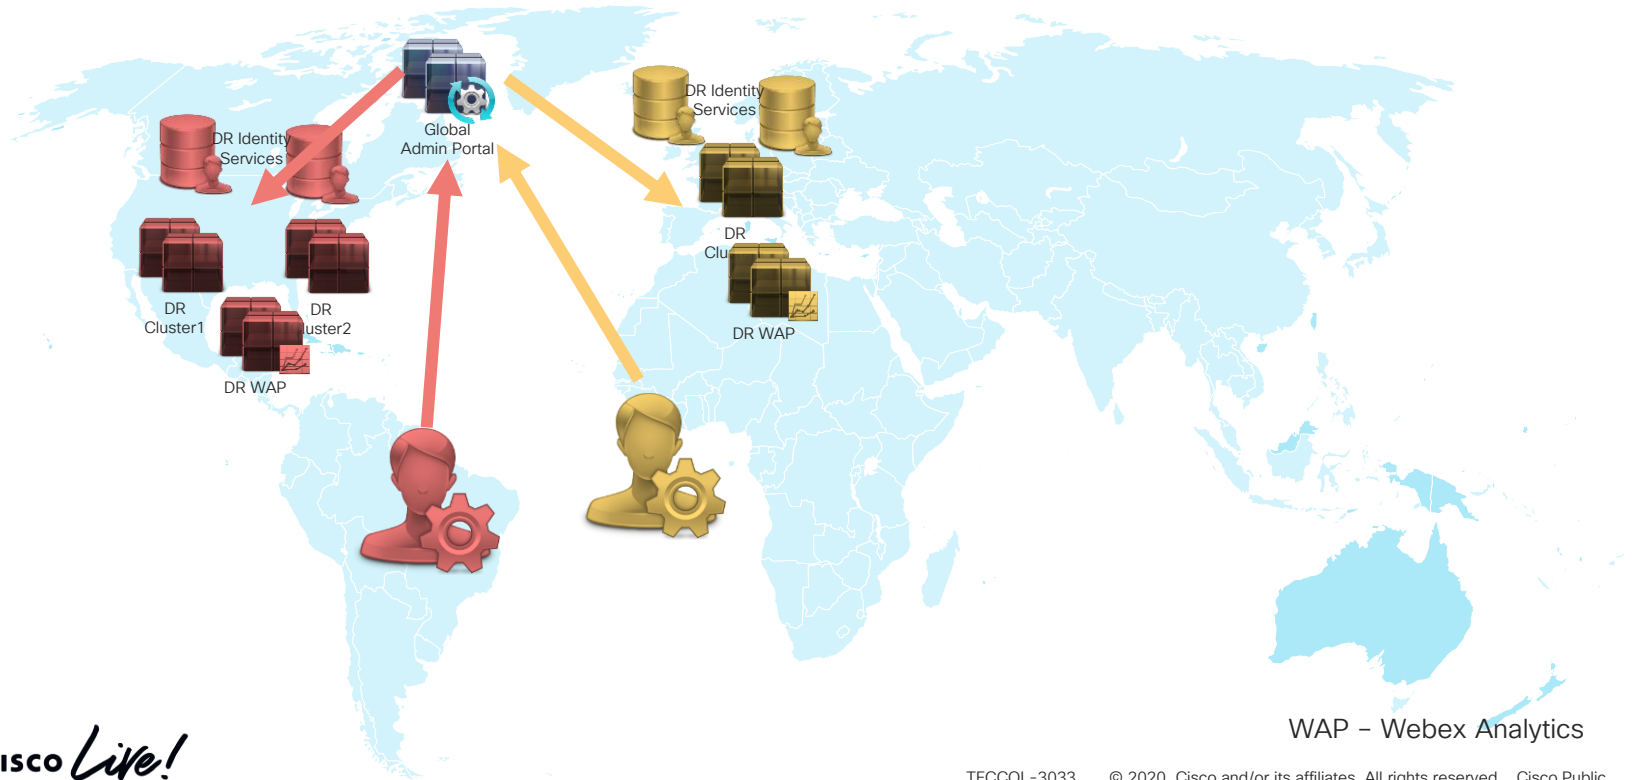 Global
Admin Portal
DR Identity
Services
DR Identity
Services
DR
Cluster1
DR
luster2
DR WAP
DR
Clu
DR WAP
WAP – Webex Analytics
ISCO Live!
TECCOL-3033 © 2020 Cisco and/or its affiliates. All rights reserved. Cisco Public